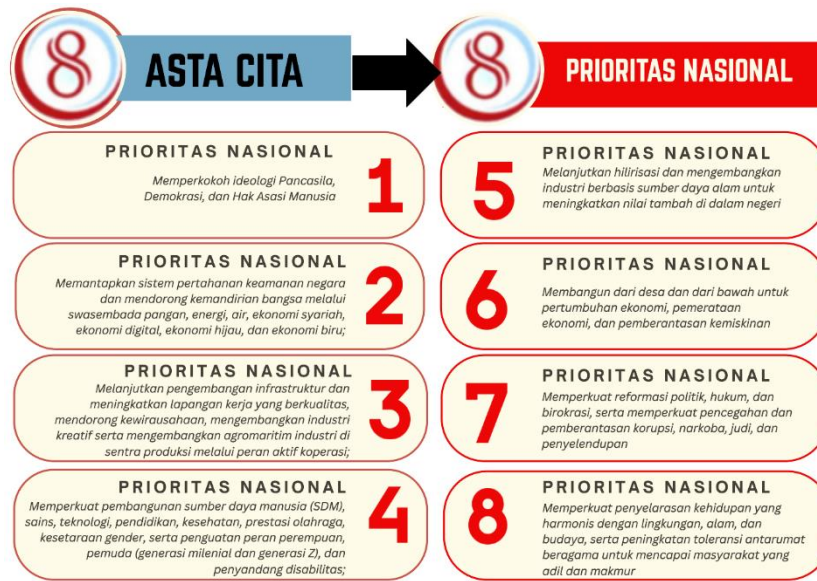 8 ASTA CITA
8 PRIORITAS NASIONAL
PRIORITAS NASIONAL
Memperkokoh ideologi Pancasila,
Demokrasi, dan Hak Asasi Manusia
1
PRIORITAS NASIONAL
Memantapkan sistem pertahanan keamanan negara
dan mendorong kemandirian bangsa melalui
swasembada pangan, energi, air, ekonomi syariah,
ekonomi digital, ekonomi hijau, dan ekonomi biru;
2
PRIORITAS NASIONAL
Melanjutkan pengembangan infrastruktur dan
meningkatkan lapangan kerja yang berkualitas,
mendorong kewirausahaan, mengembangkan industri
kreatif serta mengembangkan agromaritim industri di
sentra produksi melalui peran aktif koperasi;
3
PRIORITAS NASIONAL
Memperkuat pembangunan sumber daya manusia (SDM),
sains, teknologi, pendidikan, kesehatan, prestasi olahraga,
kesetaraan gender, serta penguatan peran perempuan,
pemuda (generasi milenial dan generasi Z), dan
penyandang disabilitas;
4
5
PRIORITAS NASIONAL
Melanjutkan hilirisasi dan mengembangkan
industri berbasis sumber daya alam untuk
meningkatkan nilai tambah di dalam negeri
6
PRIORITAS NASIONAL
Membangun dari desa dan dari bawah untuk
pertumbuhan ekonomi, pemerataan
ekonomi, dan pemberantasan kemiskinan
7
PRIORITAS NASIONAL
Memperkuat reformasi politik, hukum, dan
birokrasi, serta memperkuat pencegahan dan
pemberantasan korupsi, narkoba, judi, dan
penyelendupan
8
PRIORITAS NASIONAL
Memperkuat penyelarasan kehidupan yang
harmonis dengan lingkungan, alam, dan
budaya, serta peningkatan toleransi antarumat
beragama untuk mencapai masyarakat yang
adil dan makmur